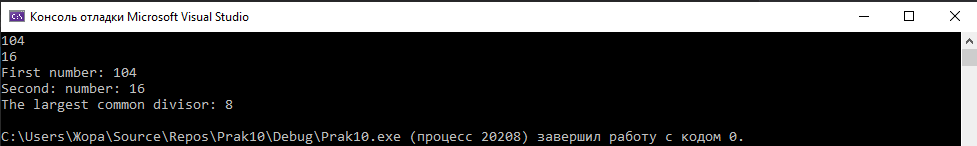 Консоль отладки Microsoft Visual Studio
104
16
First number: 104
Second: number: 16
The largest common divisor: 8
C:\Users\Жора\Source\Repos\Prak10\Debug\Prak10.exe (процесс 20208) завершил работу с кодом 0.